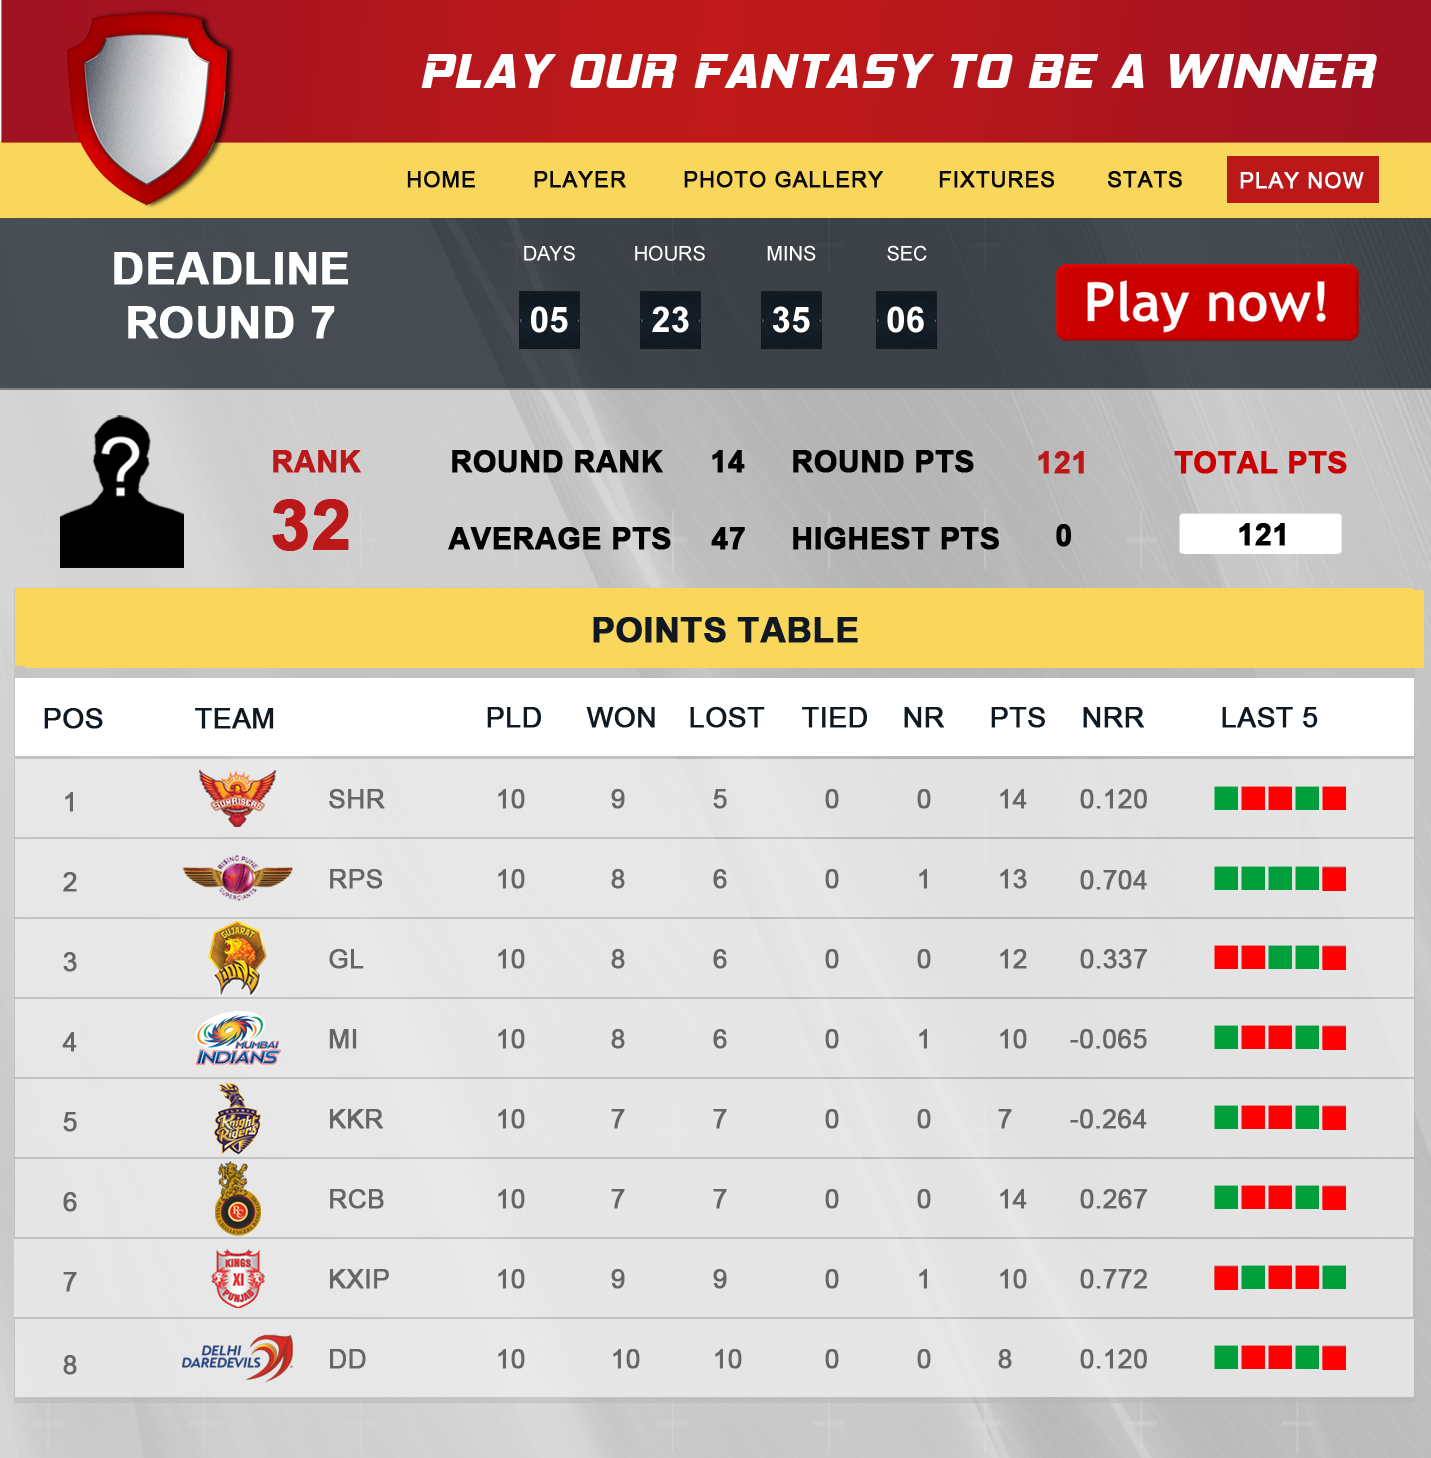 PLAY OUR FANTASY TO BE A WINNER
HOME PLAYER PHOTO GALLERY FIXTURES STATS PLAY NOW
DEADLINE
ROUND 7
DAYS HOURS MINS SEC
05 23 35 06
Play now!
?
RANK
32
ROUND RANK 14 ROUND PTS 121
AVERAGE PTS 47 HIGHEST PTS 0
TOTAL PTS
121
POINTS TABLE
POS TEAM PLD WON LOST TIED NR PTS NRR LAST 5
1 SUNRISERS SHR 10 9 5 0 0 14 0.120
2 RISING PUNE SUPERGIANTS RPS 10 8 6 0 1 13 0.704
3 GUJARAT LIONS GL 10 8 6 0 0 12 0.337
4 MUMBAI INDIANS MI 10 8 6 0 1 10 -0.065
5 Knight Riders KKR 10 7 7 0 0 7 -0.264
6 RC RCB 10 7 7 0 0 14 0.267
7 KINGS XI PUNJAB KXIP 10 9 9 0 1 10 0.772
8 DELHI DAREDEVILS DD 10 10 10 0 0 8 0.120